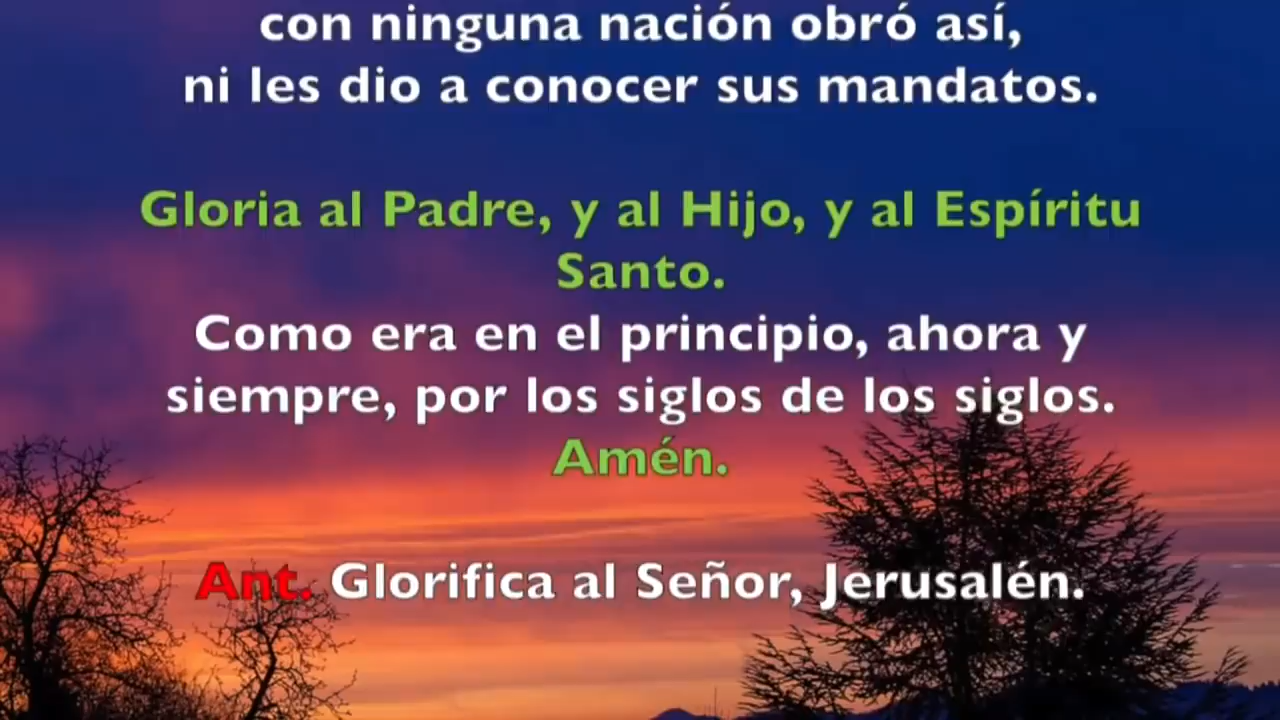 con ninguna nación obró así,
ni les dio a conocer sus mandatos.
Gloria al Padre, y al Hijo, y al Espíritu
Santo.
Como era en el principio, ahora y
siempre, por los siglos de los siglos.
Amén.
Ant. Glorifica al Señor, Jerusalén.